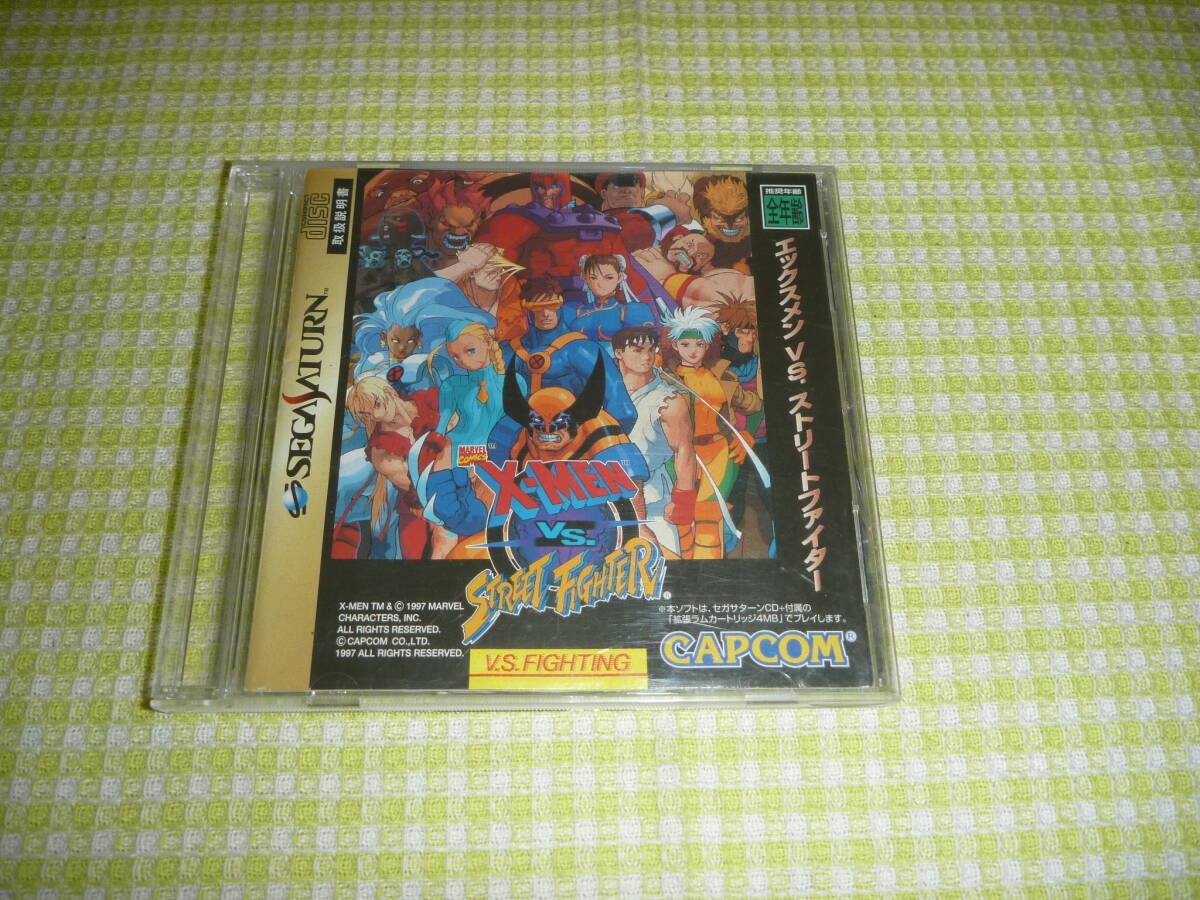 COMPACT
disc
取扱説明書
SEGA SATURN™
推奨年齢
全年齢
エックスメン VS. ストリートファイター
MARVEL
COMICS™
X-MEN™
VS.
STREET FIGHTER®
X-MEN TM & © 1997 MARVEL
CHARACTERS, INC.
ALL RIGHTS RESERVED.
© CAPCOM CO., LTD.
1997 ALL RIGHTS RESERVED.
※本ソフトは、セガサターンCD+付属の
「拡張ラムカートリッジ4MB」でプレイします。
CAPCOM®
V.S. FIGHTING